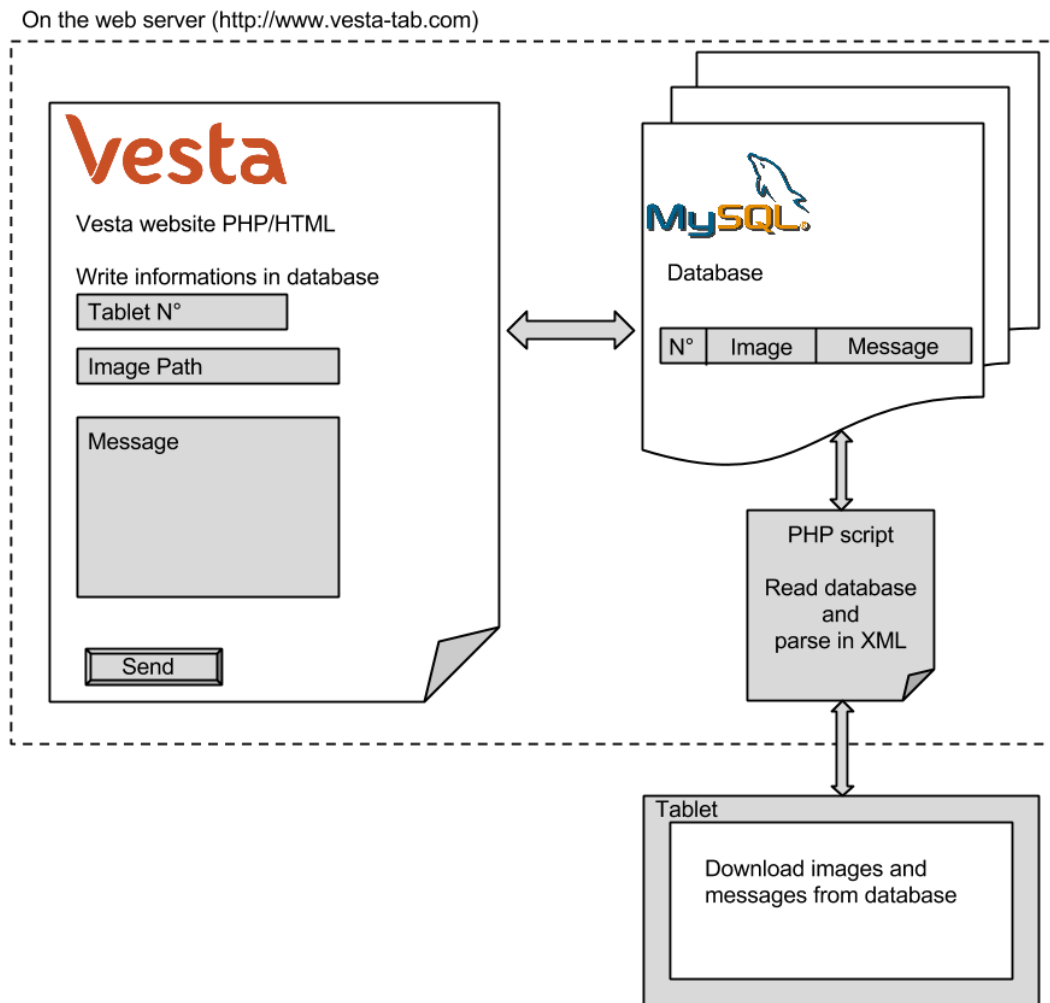 On the web server (http://www.vesta-tab.com)
Vesta
Vesta website PHP/HTML
Write informations in database
Tablet N°
Image Path
Message
Send
MySQL
Database
N° Image Message
PHP script
Read database
and
parse in XML
Tablet
Download images and
messages from database